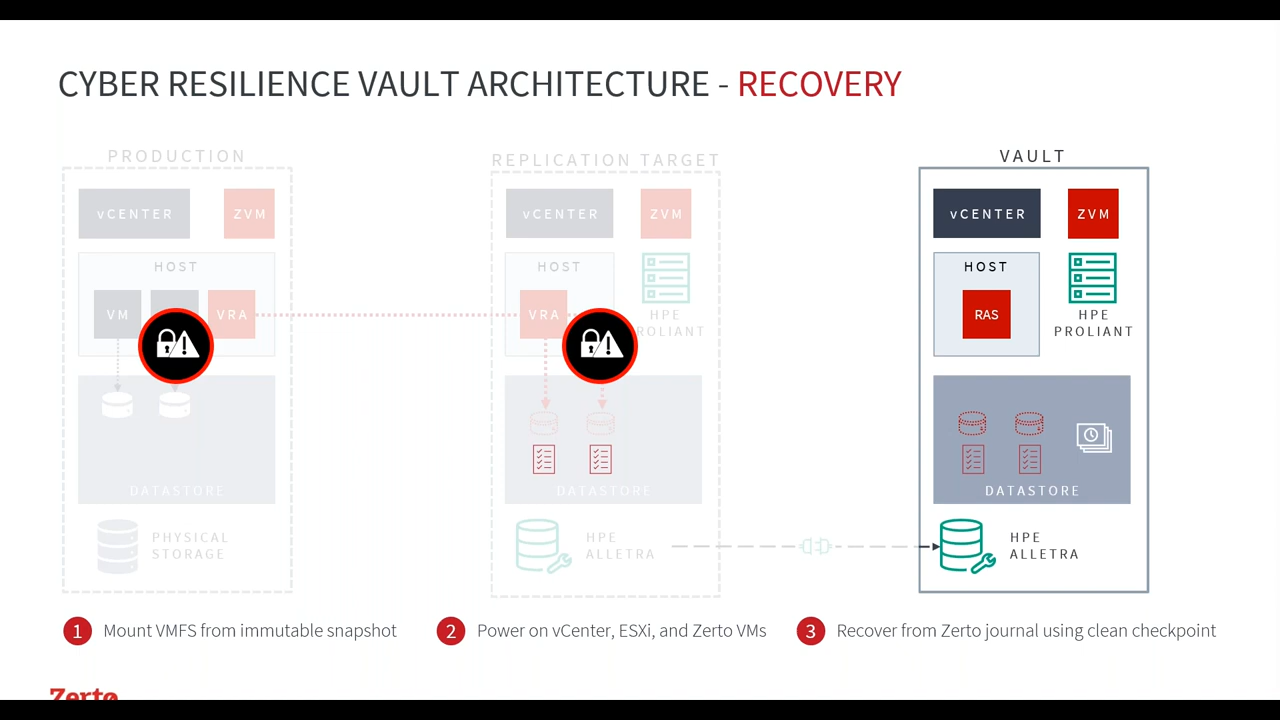 CYBER RESILIENCE VAULT ARCHITECTURE - RECOVERY
PRODUCTION
vCENTER
ZVM
HOST
VM
VRA
DATASTORE
PHYSICAL
STORAGE
REPLICATION TARGET
vCENTER
ZVM
HOST
VRA
HPE
DATASTORE
HPE
ALLETRA
VAULT
vCENTER
ZVM
HOST
RAS
HPE
PROLIANT
DATASTORE
HPE
ALLETRA
1 Mount VMFS from immutable snapshot
2 Power on vCenter, ESXi, and Zerto VMs
3 Recover from Zerto journal using clean checkpoint
Zerto